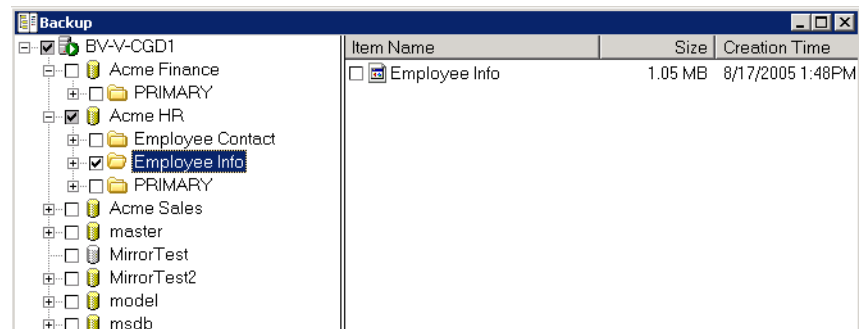 Backup
BV-V-CGD1
Acme Finance
PRIMARY
Acme HR
Employee Contact
Employee Info
PRIMARY
Acme Sales
master
MirrorTest
MirrorTest2
model
msdb
Item Name Size Creation Time
Employee Info 1.05 MB 8/17/2005 1:48PM